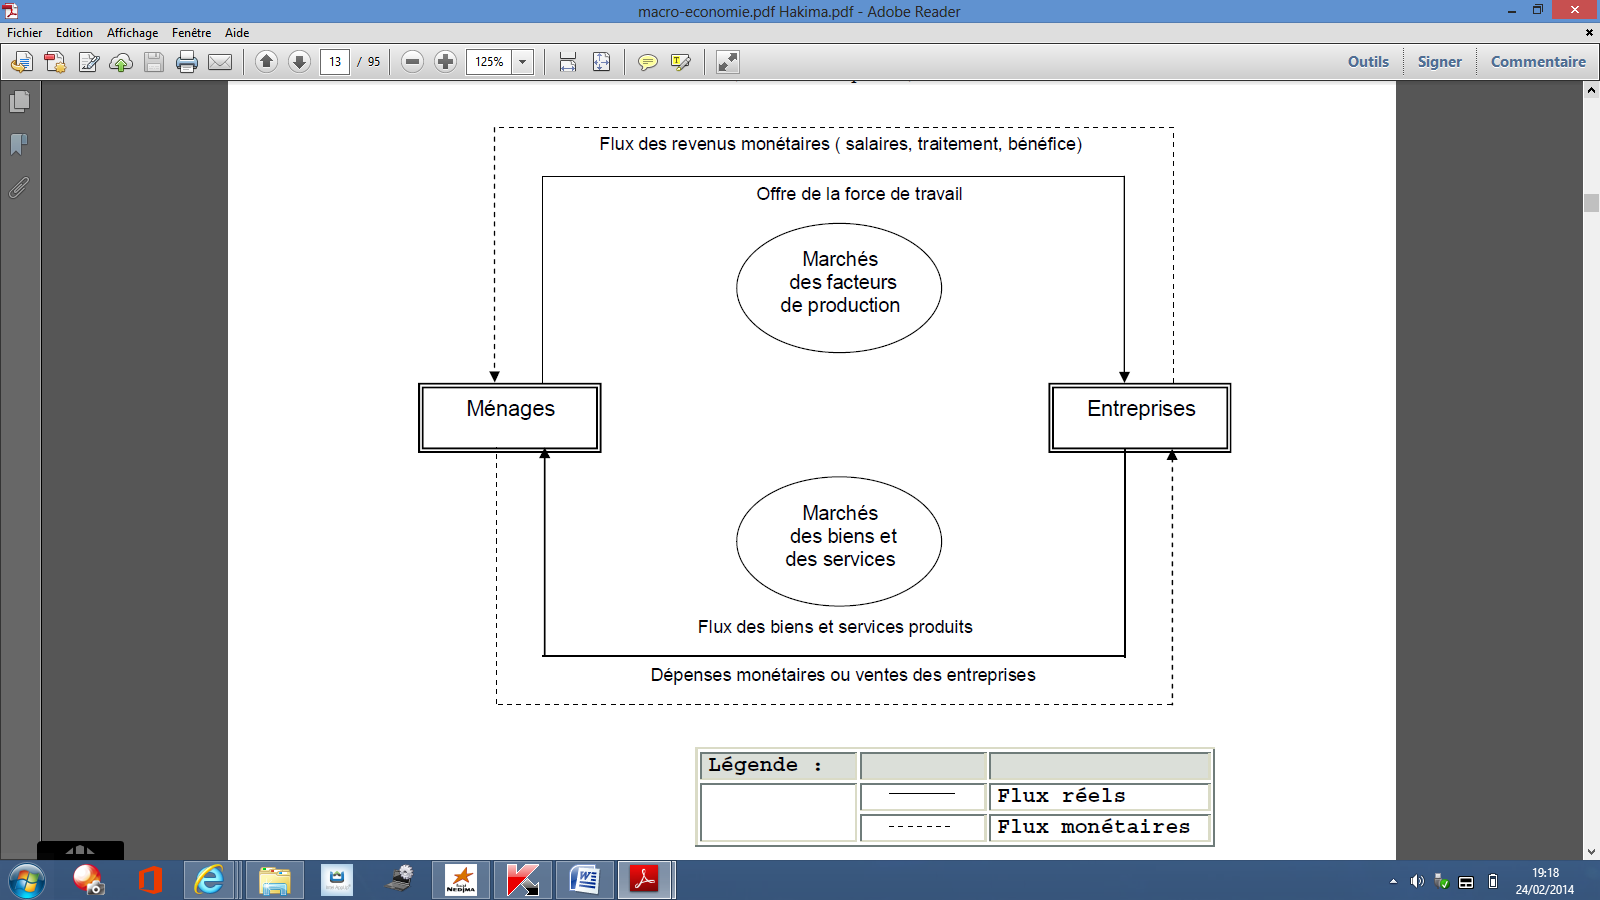 macro-economie.pdf Hakima.pdf - Adobe Reader
Fichier Edition Affichage Fenêtre Aide
13 / 95 125% Outils Signer Commentaire
Flux des revenus monétaires ( salaires, traitement, bénéfice)
Offre de la force de travail
Marchés
des facteurs
de production
Ménages
Entreprises
Marchés
des biens et
des services
Flux des biens et services produits
Dépenses monétaires ou ventes des entreprises
Légende :
Flux réels
Flux monétaires
19:18
24/02/2014